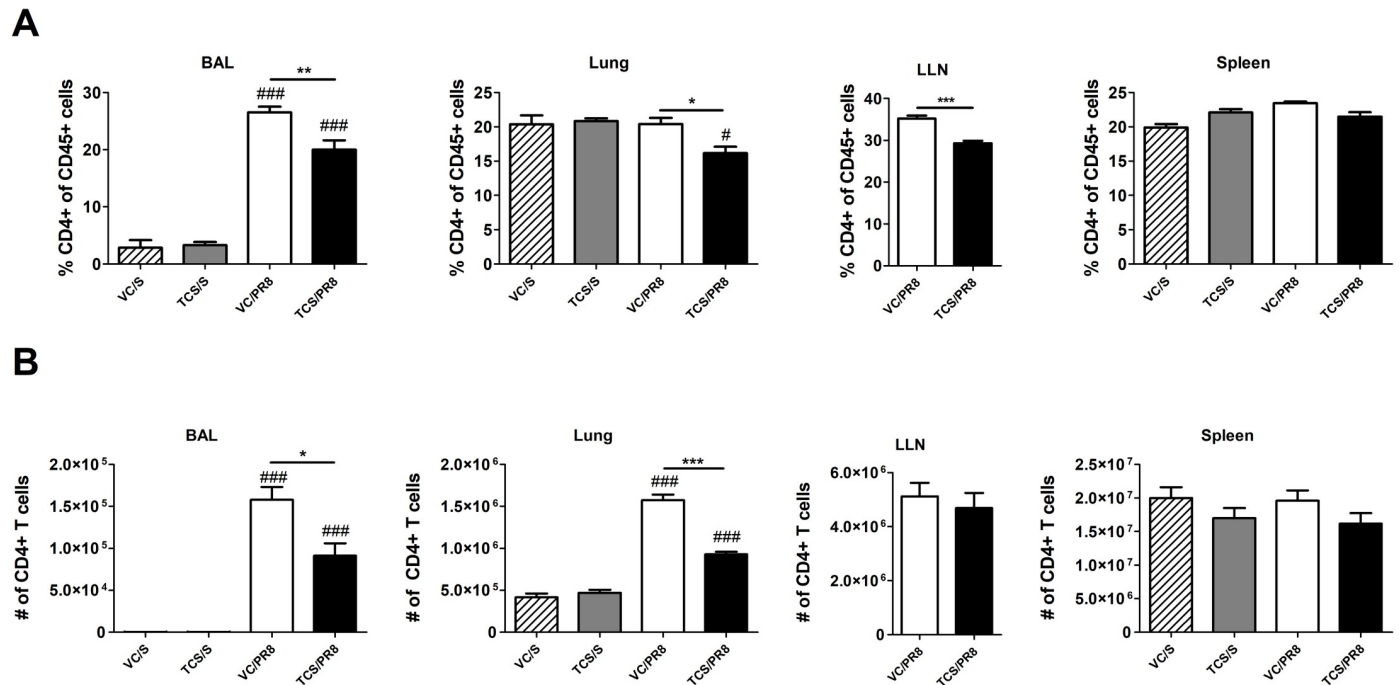 A
BAL
% CD4+ of CD45+ cells
30
20
10
0
###
**
###
VC/S
TCS/S
VC/PR8
TCS/PR8
Lung
% CD4+ of CD45+ cells
25
20
15
10
5
0
*
#
VC/S
TCS/S
VC/PR8
TCS/PR8
LLN
% CD4+ of CD45+ cells
40
30
20
10
0
***
VC/PR8
TCS/PR8
Spleen
% CD4+ of CD45+ cells
25
20
15
10
5
0
VC/S
TCS/S
VC/PR8
TCS/PR8
B
BAL
# of CD4+ T cells
2.0×10⁵
1.5×10⁵
1.0×10⁵
5.0×10⁴
0
*
###
###
VC/S
TCS/S
VC/PR8
TCS/PR8
Lung
# of CD4+ T cells
2.0×10⁶
1.5×10⁶
1.0×10⁶
5.0×10⁵
0
***
###
###
VC/S
TCS/S
VC/PR8
TCS/PR8
LLN
# of CD4+ T cells
6.0×10⁶
4.0×10⁶
2.0×10⁶
0
VC/PR8
TCS/PR8
Spleen
# of CD4+ T cells
2.5×10⁷
2.0×10⁷
1.5×10⁷
1.0×10⁷
5.0×10⁶
0
VC/S
TCS/S
VC/PR8
TCS/PR8